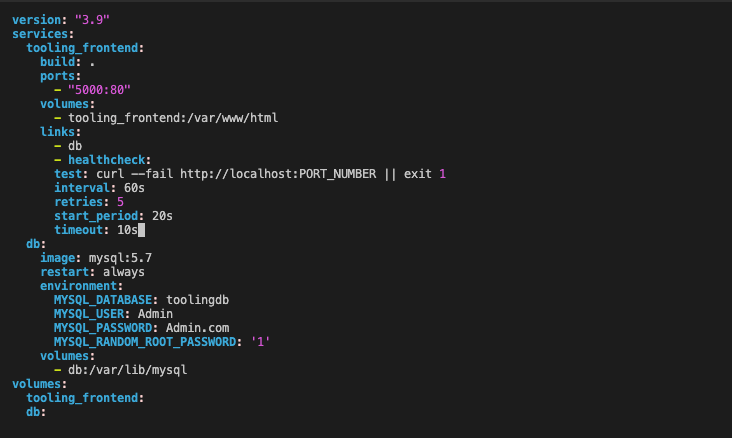 version: "3.9"
services:
  tooling_frontend:
    build: .
    ports:
      - "5000:80"
    volumes:
      - tooling_frontend:/var/www/html
    links:
      - db
      - healthcheck:
      test: curl --fail http://localhost:PORT_NUMBER || exit 1
      interval: 60s
      retries: 5
      start_period: 20s
      timeout: 10s
  db:
    image: mysql:5.7
    restart: always
    environment:
      MYSQL_DATABASE: toolingdb
      MYSQL_USER: Admin
      MYSQL_PASSWORD: Admin.com
      MYSQL_RANDOM_ROOT_PASSWORD: '1'
    volumes:
      - db:/var/lib/mysql
volumes:
  tooling_frontend:
  db: